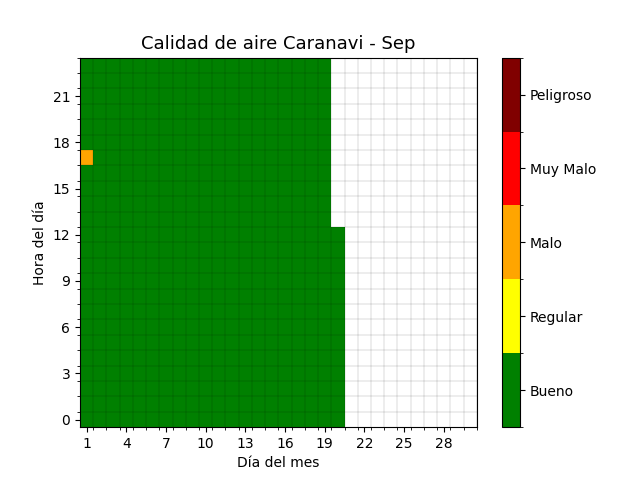 Calidad de aire Caranavi - Sep
Hora del día
21
18
15
12
9
6
3
0
1 4 7 10 13 16 19 22 25 28
Día del mes
Peligroso
Muy Malo
Malo
Regular
Bueno